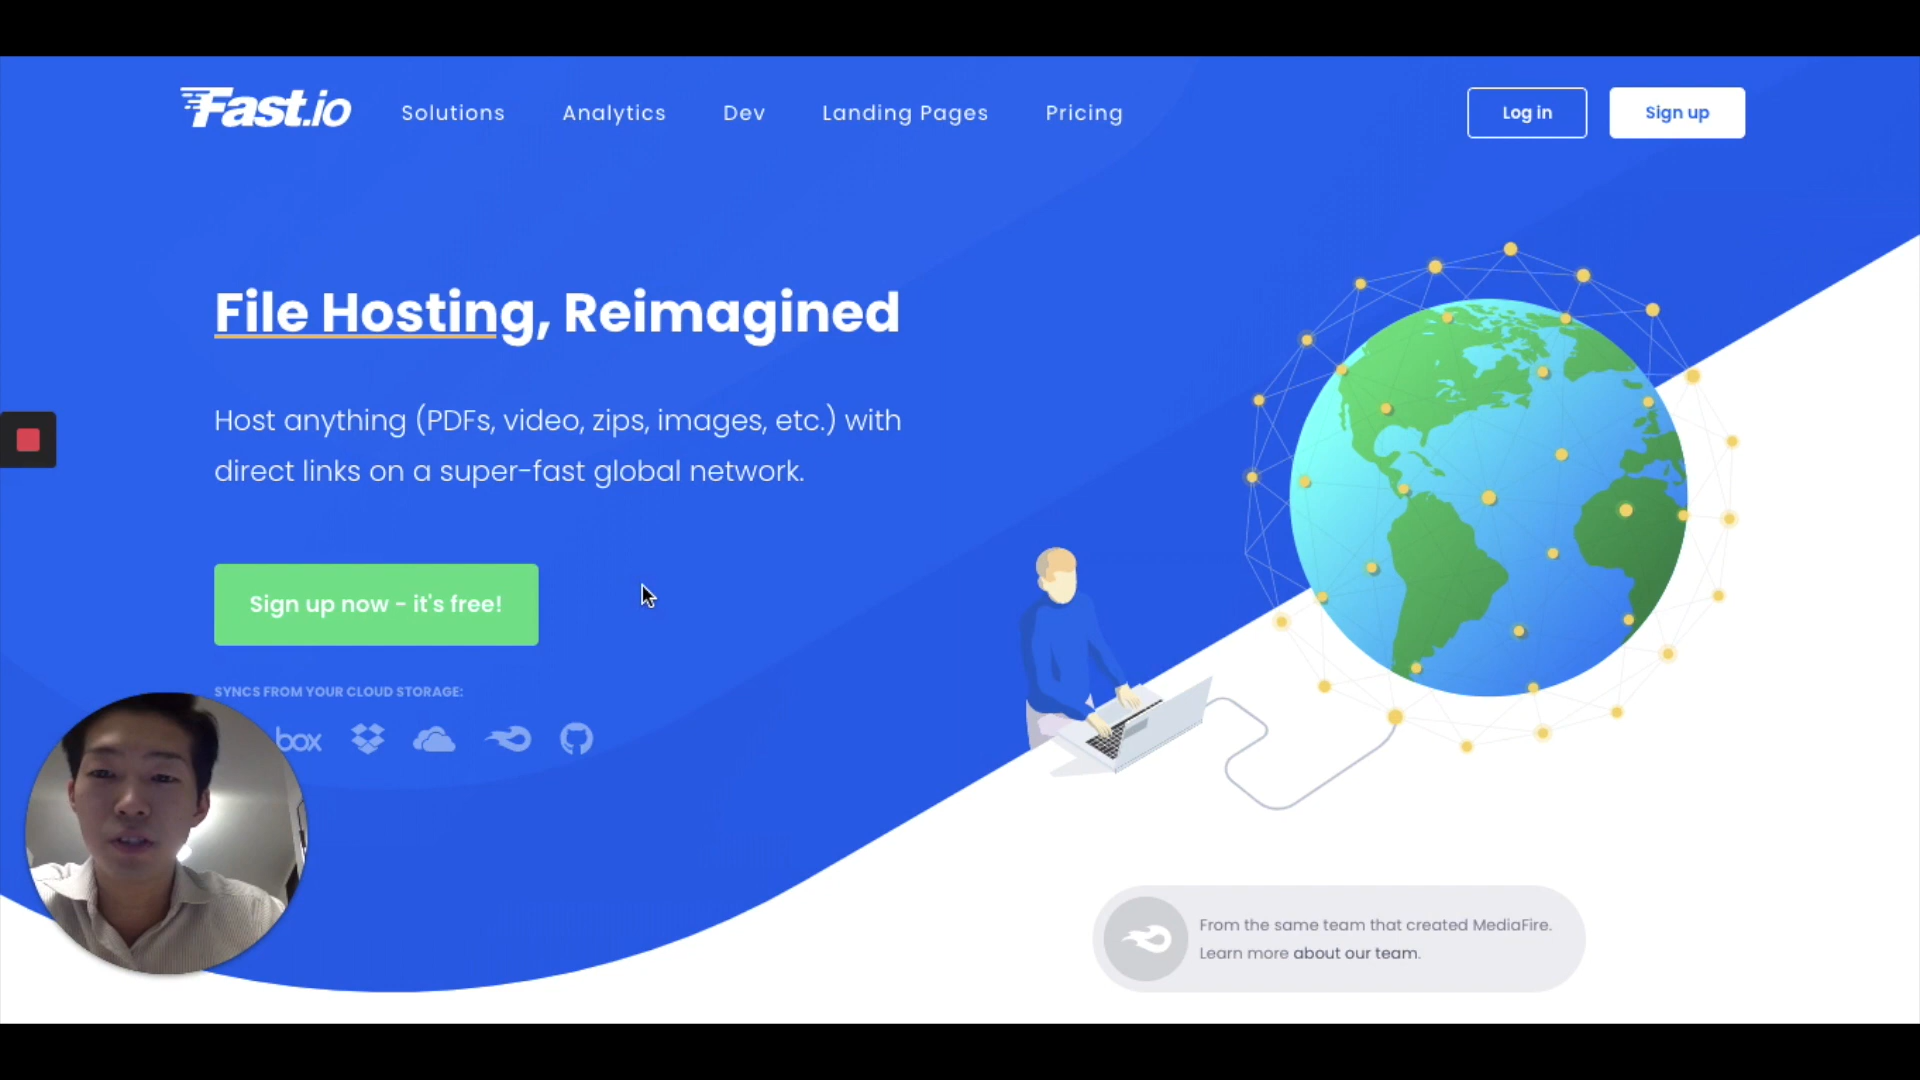 Fast.io
Solutions
Analytics
Dev
Landing Pages
Pricing
Log in
Sign up
File Hosting, Reimagined
Host anything (PDFs, video, zips, images, etc.) with
direct links on a super-fast global network.
Sign up now - it's free!
SYNCS FROM YOUR CLOUD STORAGE:
box
From the same team that created MediaFire.
Learn more about our team.